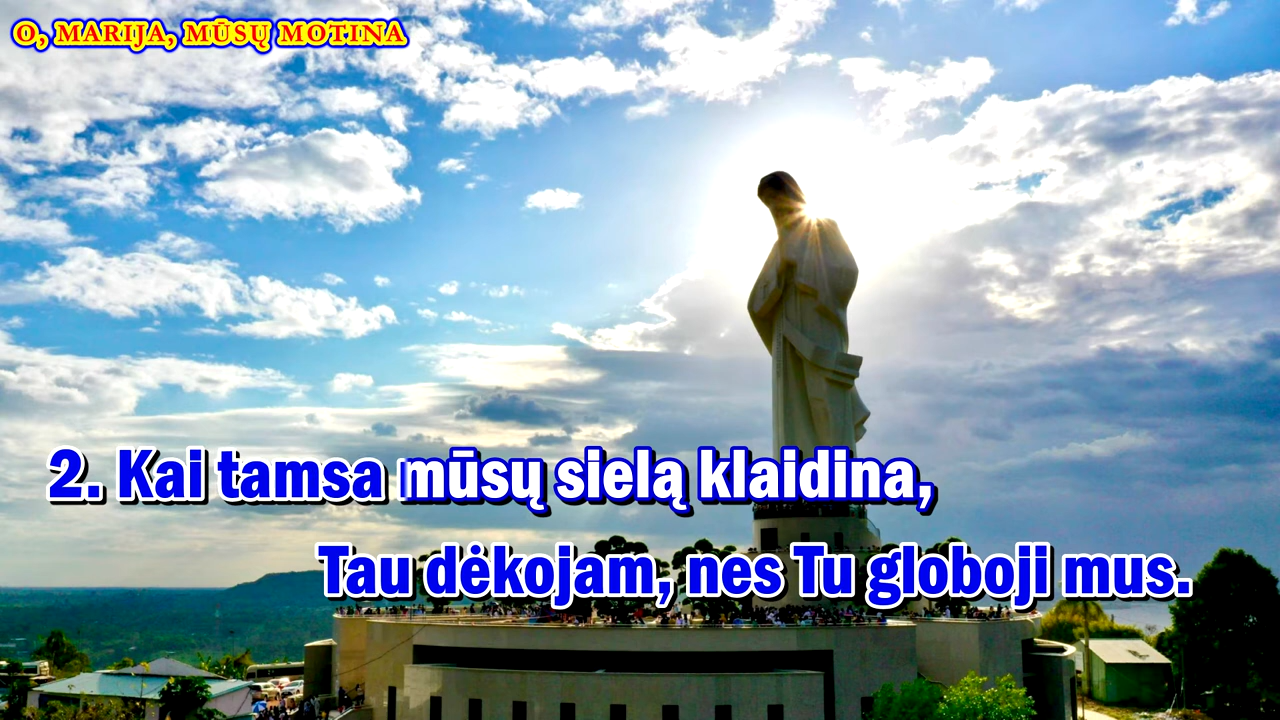 O, MARIJA, MŪSŲ MOTINA
2. Kai tamsa mūsų sielą klaidina,
Tau dėkojam, nes Tu globoji mus.